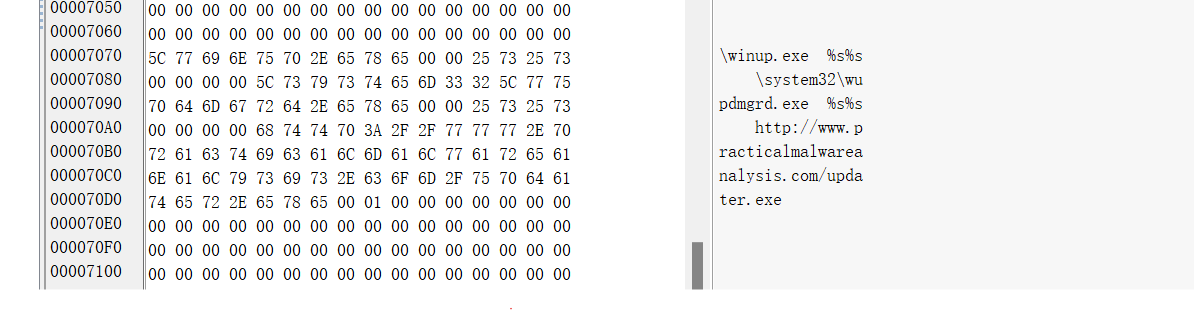 00007050 00 00 00 00 00 00 00 00 00 00 00 00 00 00 00 00
00007060 00 00 00 00 00 00 00 00 00 00 00 00 00 00 00 00
00007070 5C 77 69 6E 75 70 2E 65 78 65 00 00 25 73 25 73 \winup.exe  %s%s
00007080 00 00 00 00 5C 73 79 73 74 65 6D 33 32 5C 77 75     \system32\wu
00007090 70 64 6D 67 72 64 2E 65 78 65 00 00 25 73 25 73 pdmgrd.exe  %s%s
000070A0 00 00 00 00 68 74 74 70 3A 2F 2F 77 77 77 2E 70     http://www.p
000070B0 72 61 63 74 69 63 61 6C 6D 61 6C 77 61 72 65 61 racticalmalwarea
000070C0 6E 61 6C 79 73 69 73 2E 63 6F 6D 2F 75 70 64 61 nalysis.com/upda
000070D0 74 65 72 2E 65 78 65 00 01 00 00 00 00 00 00 00 ter.exe
000070E0 00 00 00 00 00 00 00 00 00 00 00 00 00 00 00 00
000070F0 00 00 00 00 00 00 00 00 00 00 00 00 00 00 00 00
00007100 00 00 00 00 00 00 00 00 00 00 00 00 00 00 00 00